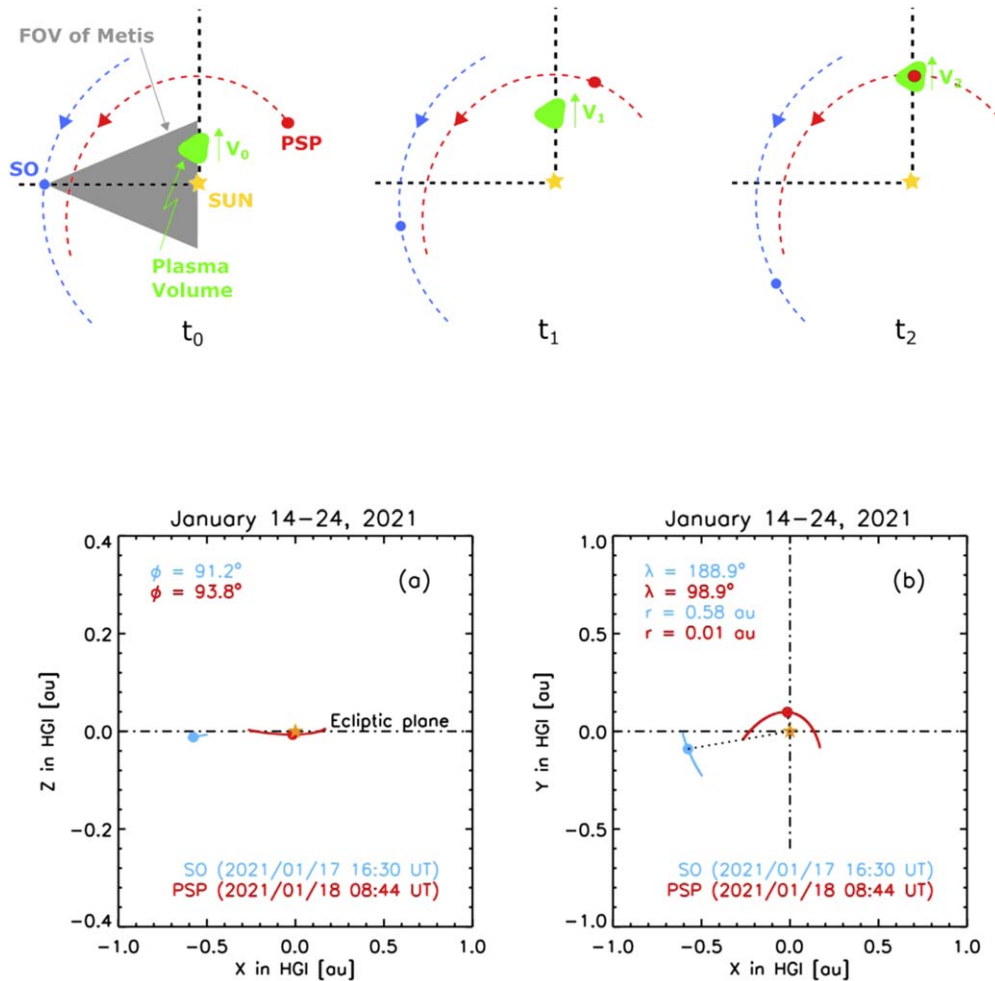 FOV of Metis
SO
V₀
PSP
SUN
Plasma
Volume
t₀
V₁
t₁
V₂
t₂
January 14–24, 2021
ϕ = 91.2°
ϕ = 93.8°
(a)
Z in HGI [au]
0.4
0.2
0.0
−0.2
−0.4
Ecliptic plane
SO (2021/01/17 16:30 UT)
PSP (2021/01/18 08:44 UT)
−1.0 −0.5 0.0 0.5 1.0
X in HGI [au]
January 14–24, 2021
λ = 188.9°
λ = 98.9°
r = 0.58 au
r = 0.01 au
(b)
Y in HGI [au]
1.0
0.5
0.0
−0.5
−1.0
SO (2021/01/17 16:30 UT)
PSP (2021/01/18 08:44 UT)
−1.0 −0.5 0.0 0.5 1.0
X in HGI [au]